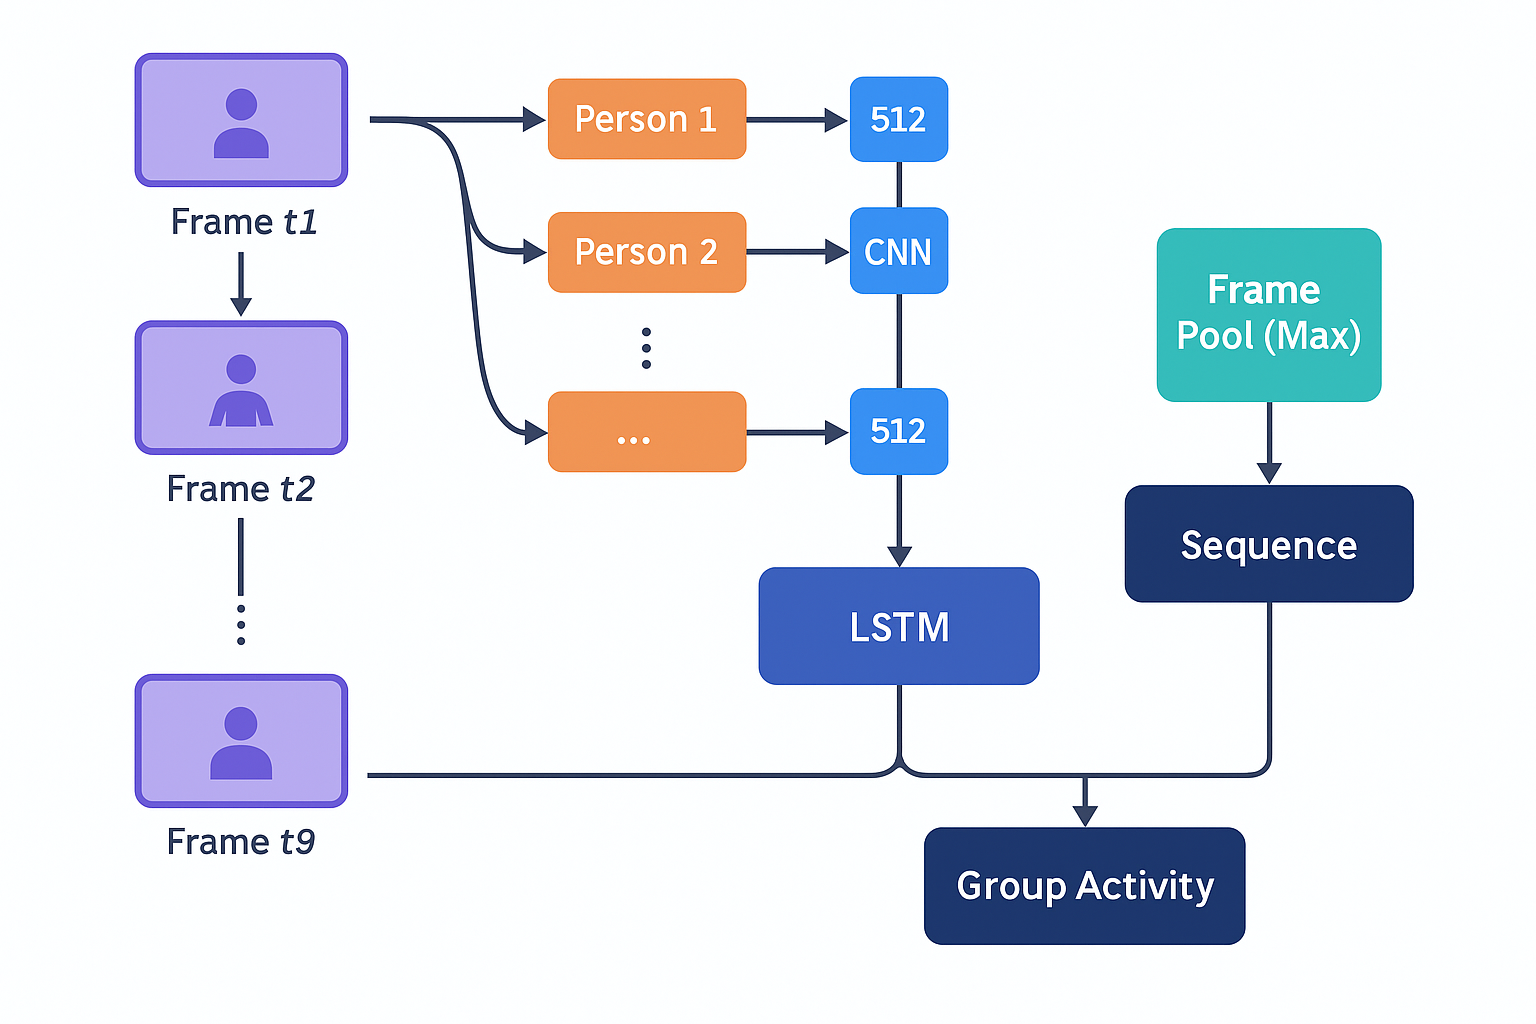 Frame t1
Frame t2
Frame t9
Person 1
Person 2
...
512
CNN
512
LSTM
Frame
Pool (Max)
Sequence
Group Activity